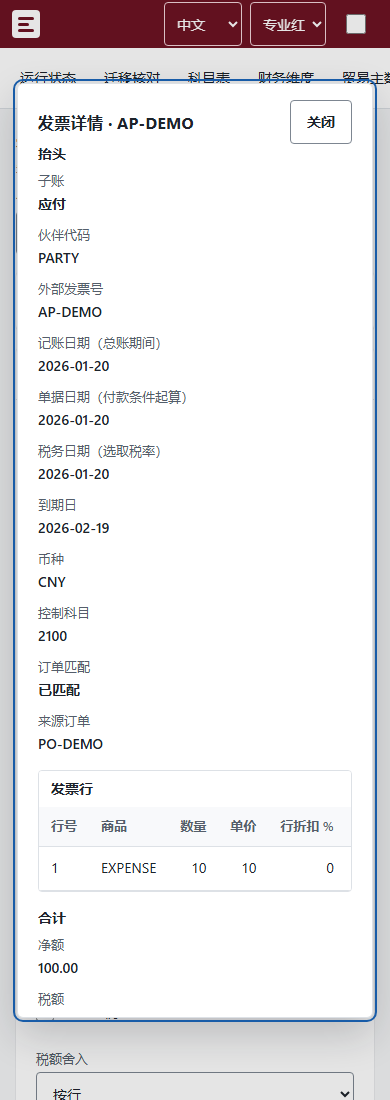 中文
专业红
运行状态 迁移核对 科目表 财务维度 贸易主数
发票详情 · AP-DEMO
关闭
抬头
子账
应付
伙伴代码
PARTY
外部发票号
AP-DEMO
记账日期（总账期间）
2026-01-20
单据日期（付款条件起算）
2026-01-20
税务日期（选取税率）
2026-01-20
到期日
2026-02-19
币种
CNY
控制科目
2100
订单匹配
已匹配
来源订单
PO-DEMO
发票行
行号 商品 数量 单价 行折扣 %
1 EXPENSE 10 10 0
合计
净额
100.00
税额
税额舍入
按行